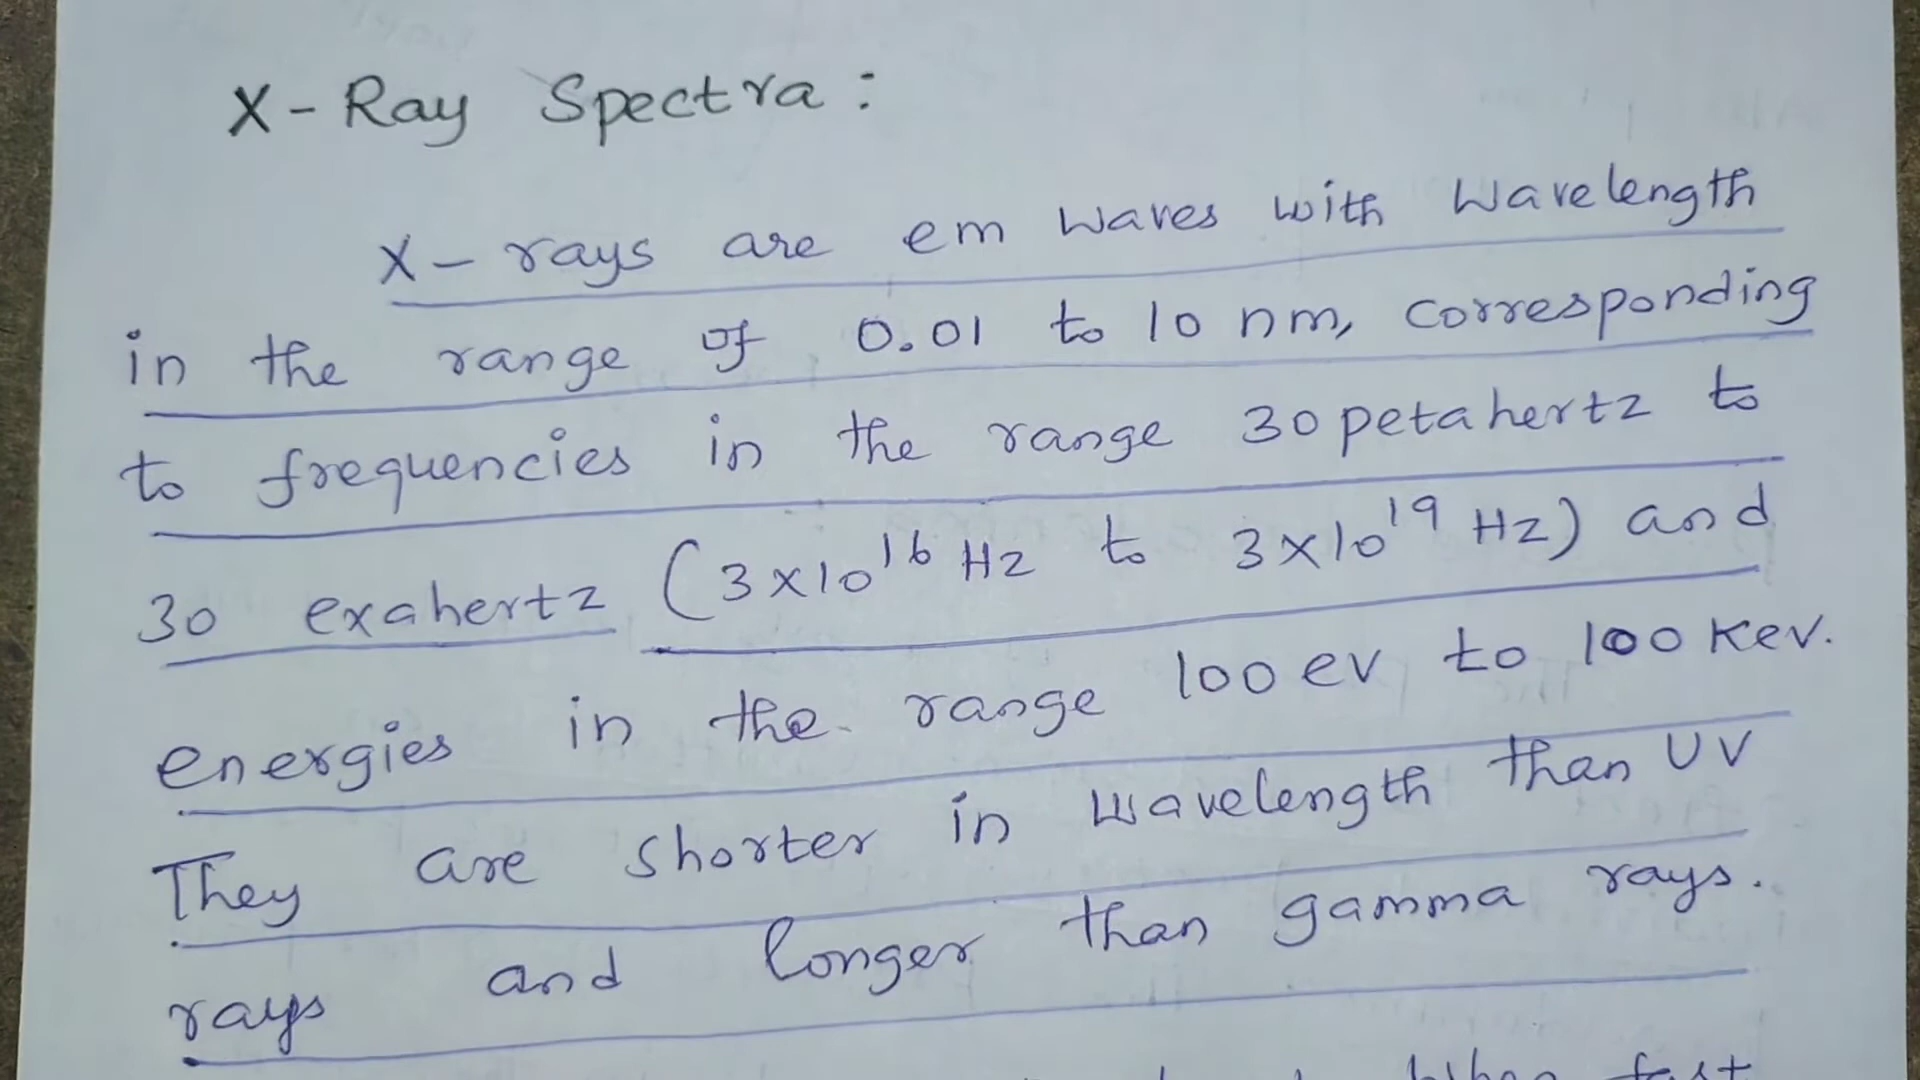 X-Ray Spectra:
X-rays are em waves with wavelength
in the range of 0.01 to 10 nm, corresponding
to frequencies in the range 30 petahertz to
30 exahertz (3×10¹⁶ Hz to 3×10¹⁹ Hz) and
energies in the range 100 ev to 100 Kev.
They are shorter in wavelength than UV
rays and longer than gamma rays.
when fast